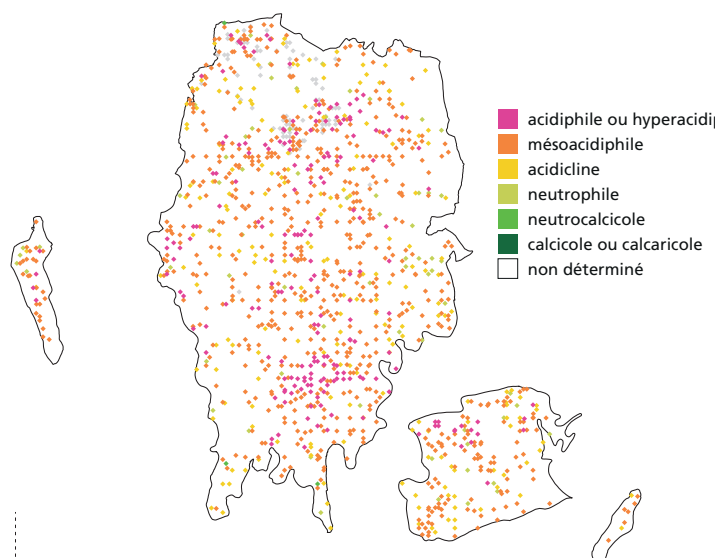 acidiphile ou hyperacidip
mésoacidiphile
acidicline
neutrophile
neutrocalcicole
calcicole ou calcaricole
non déterminé